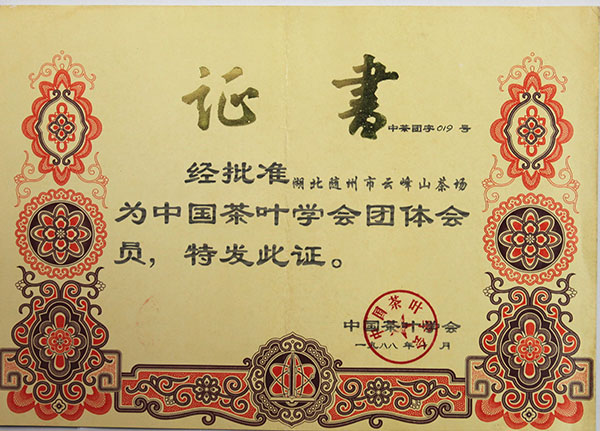 证书
中茶团字019号
经批准湖北随州市云峰山茶场
为中国茶叶学会团体会
员，特发此证。
中国茶叶学会
一九八八年 月